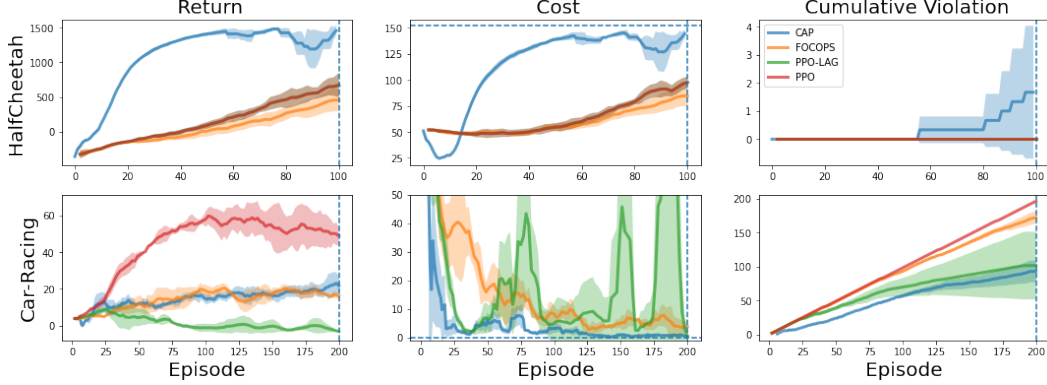 Return Cost Cumulative Violation
HalfCheetah
1500
1000
500
0
0 20 40 60 80 100
150
125
100
75
50
25
0 20 40 60 80 100
4
3
2
1
0
0 20 40 60 80 100
CAP
FOCOPS
PPO-LAG
PPO
Car-Racing
60
40
20
0
0 25 50 75 100 125 150 175 200
50
40
30
20
10
0
0 25 50 75 100 125 150 175 200
200
150
100
50
0
0 25 50 75 100 125 150 175 200
Episode Episode Episode